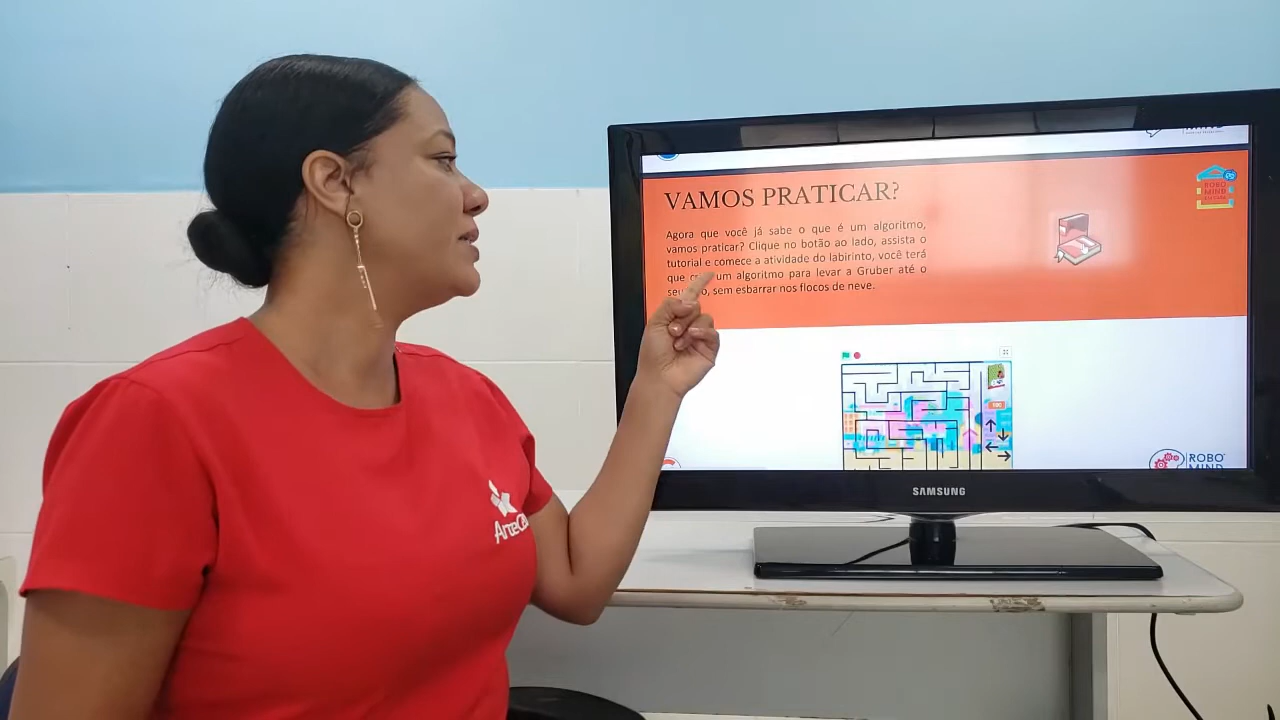 VAMOS PRATICAR?
Agora que você já sabe o que é um algoritmo,
vamos praticar? Clique no botão ao lado, assista o
tutorial e comece a atividade do labirinto, você terá
que um algoritmo para levar a Gruber até o
sem esbarrar nos flocos de neve.
ROBO
MIND
ROBO
MIND
SAMSUNG